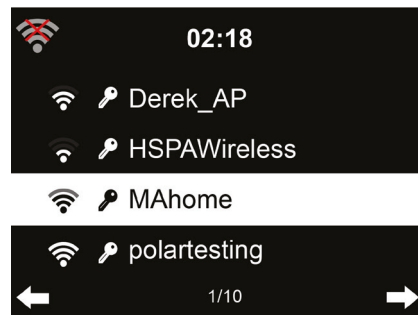 02:18
Derek_AP
HSPAWireless
MAhome
polartesting
1/10